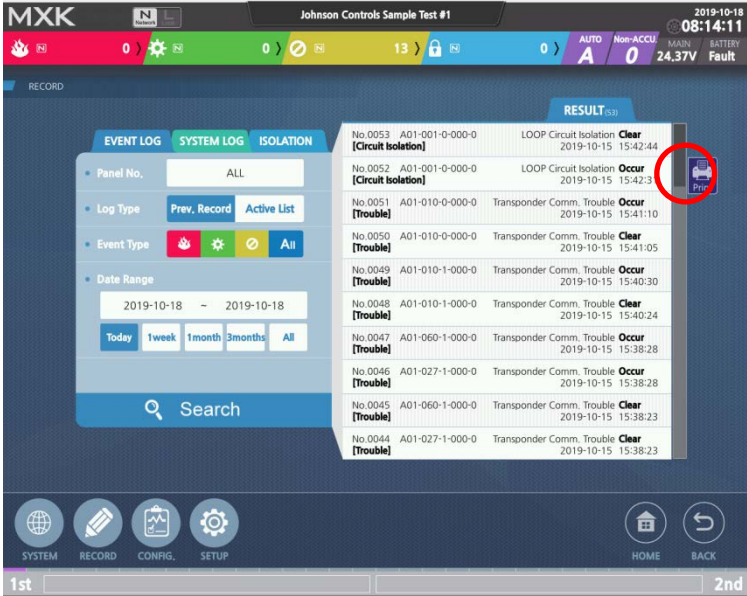 MXK
N
Network
L
Johnson Controls Sample Test #1
2019-10-18
08:14:11
N 0
N 0
N 13
N 0
AUTO
A
Non-ACCU.
0
MAIN
24.37V
BATTERY
Fault
RECORD
EVENT LOG SYSTEM LOG ISOLATION
Panel No. ALL
Log Type Prev. Record Active List
Event Type All
Date Range
2019-10-18 ~ 2019-10-18
Today 1week 1month 3months All
Search
RESULT(53)
No.0053 A01-001-0-000-0 LOOP Circuit Isolation Clear
[Circuit Isolation] 2019-10-15 15:42:44
No.0052 A01-001-0-000-0 LOOP Circuit Isolation Occur
[Circuit Isolation] 2019-10-15 15:42:31
No.0051 A01-010-0-000-0 Transponder Comm. Trouble Occur
[Trouble] 2019-10-15 15:41:10
No.0050 A01-010-0-000-0 Transponder Comm. Trouble Clear
[Trouble] 2019-10-15 15:41:05
No.0049 A01-010-1-000-0 Transponder Comm. Trouble Occur
[Trouble] 2019-10-15 15:40:30
No.0048 A01-010-1-000-0 Transponder Comm. Trouble Clear
[Trouble] 2019-10-15 15:40:24
No.0047 A01-060-1-000-0 Transponder Comm. Trouble Occur
[Trouble] 2019-10-15 15:38:28
No.0046 A01-027-1-000-0 Transponder Comm. Trouble Occur
[Trouble] 2019-10-15 15:38:28
No.0045 A01-060-1-000-0 Transponder Comm. Trouble Clear
[Trouble] 2019-10-15 15:38:23
No.0044 A01-027-1-000-0 Transponder Comm. Trouble Clear
[Trouble] 2019-10-15 15:38:23
Print
SYSTEM RECORD CONFIG. SETUP HOME BACK
1st 2nd